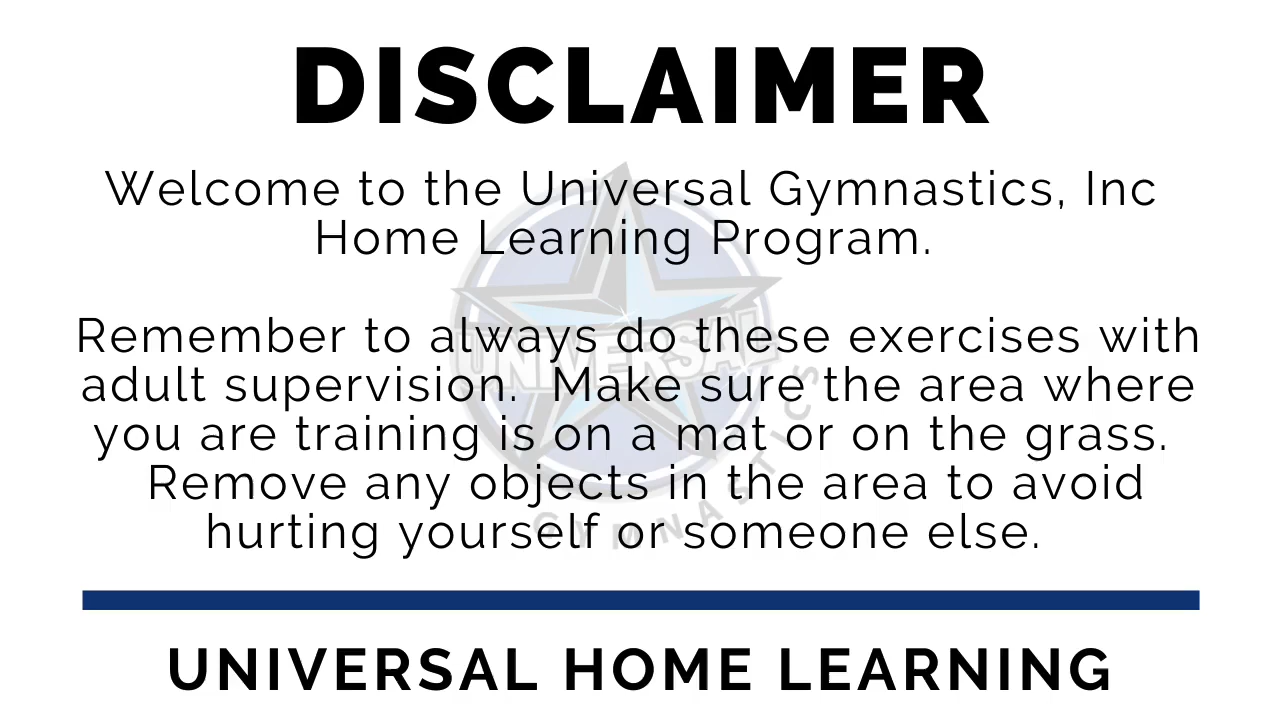 DISCLAIMER
Welcome to the Universal Gymnastics, Inc
Home Learning Program.
Remember to always do these exercises with
adult supervision.  Make sure the area where
you are training is on a mat or on the grass.
Remove any objects in the area to avoid
hurting yourself or someone else.
UNIVERSAL
GYMNASTICS
UNIVERSAL HOME LEARNING